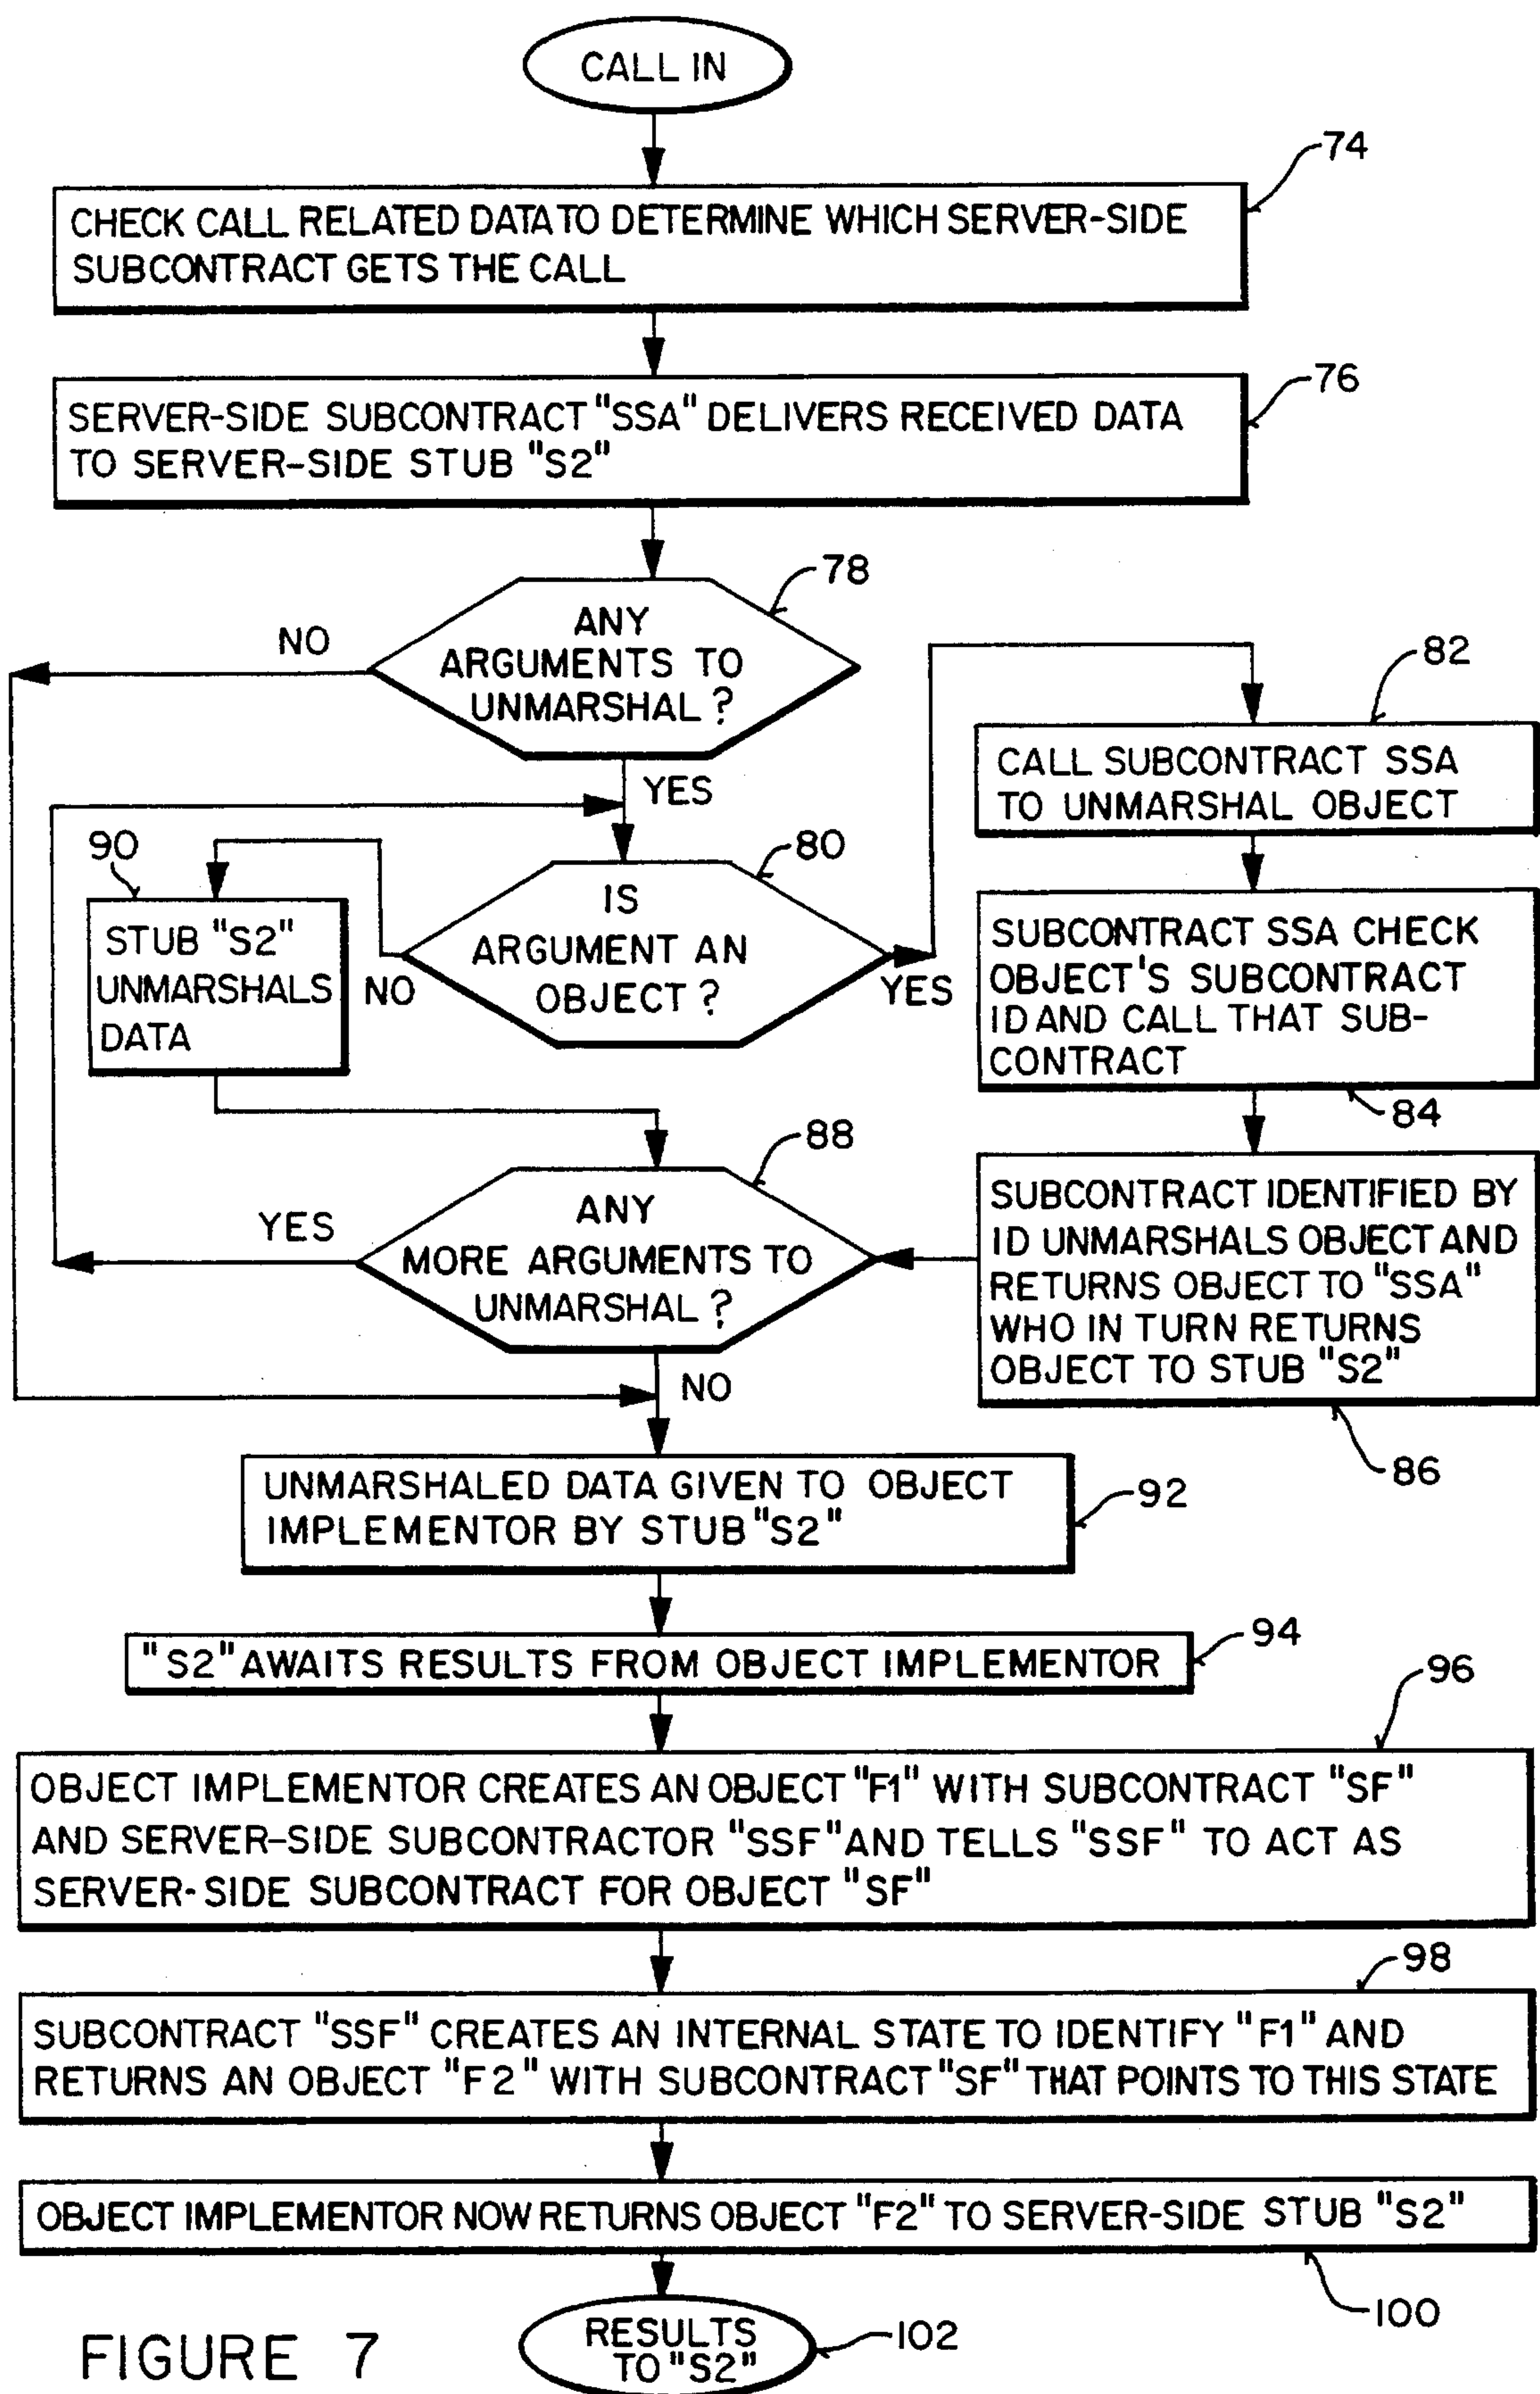 CALL IN
74
CHECK CALL RELATED DATA TO DETERMINE WHICH SERVER-SIDE
SUBCONTRACT GETS THE CALL
76
SERVER-SIDE SUBCONTRACT "SSA" DELIVERS RECEIVED DATA
TO SERVER-SIDE STUB "S2"
78
ANY
ARGUMENTS TO
UNMARSHAL?
NO
YES
82
CALL SUBCONTRACT SSA
TO UNMARSHAL OBJECT
80
IS
ARGUMENT AN
OBJECT?
NO
YES
90
STUB "S2"
UNMARSHALS
DATA
SUBCONTRACT SSA CHECK
OBJECT'S SUBCONTRACT
ID AND CALL THAT SUB-
CONTRACT
84
88
ANY
MORE ARGUMENTS TO
UNMARSHAL?
YES
NO
SUBCONTRACT IDENTIFIED BY
ID UNMARSHALS OBJECT AND
RETURNS OBJECT TO "SSA"
WHO IN TURN RETURNS
OBJECT TO STUB "S2"
86
UNMARSHALED DATA GIVEN TO OBJECT
IMPLEMENTOR BY STUB "S2"
92
"S2" AWAITS RESULTS FROM OBJECT IMPLEMENTOR
94
96
OBJECT IMPLEMENTOR CREATES AN OBJECT "F1" WITH SUBCONTRACT "SF"
AND SERVER-SIDE SUBCONTRACTOR "SSF" AND TELLS "SSF" TO ACT AS
SERVER-SIDE SUBCONTRACT FOR OBJECT "SF"
98
SUBCONTRACT "SSF" CREATES AN INTERNAL STATE TO IDENTIFY "F1" AND
RETURNS AN OBJECT "F2" WITH SUBCONTRACT "SF" THAT POINTS TO THIS STATE
OBJECT IMPLEMENTOR NOW RETURNS OBJECT "F2" TO SERVER-SIDE STUB "S2"
100
RESULTS
TO "S2"
102
FIGURE 7